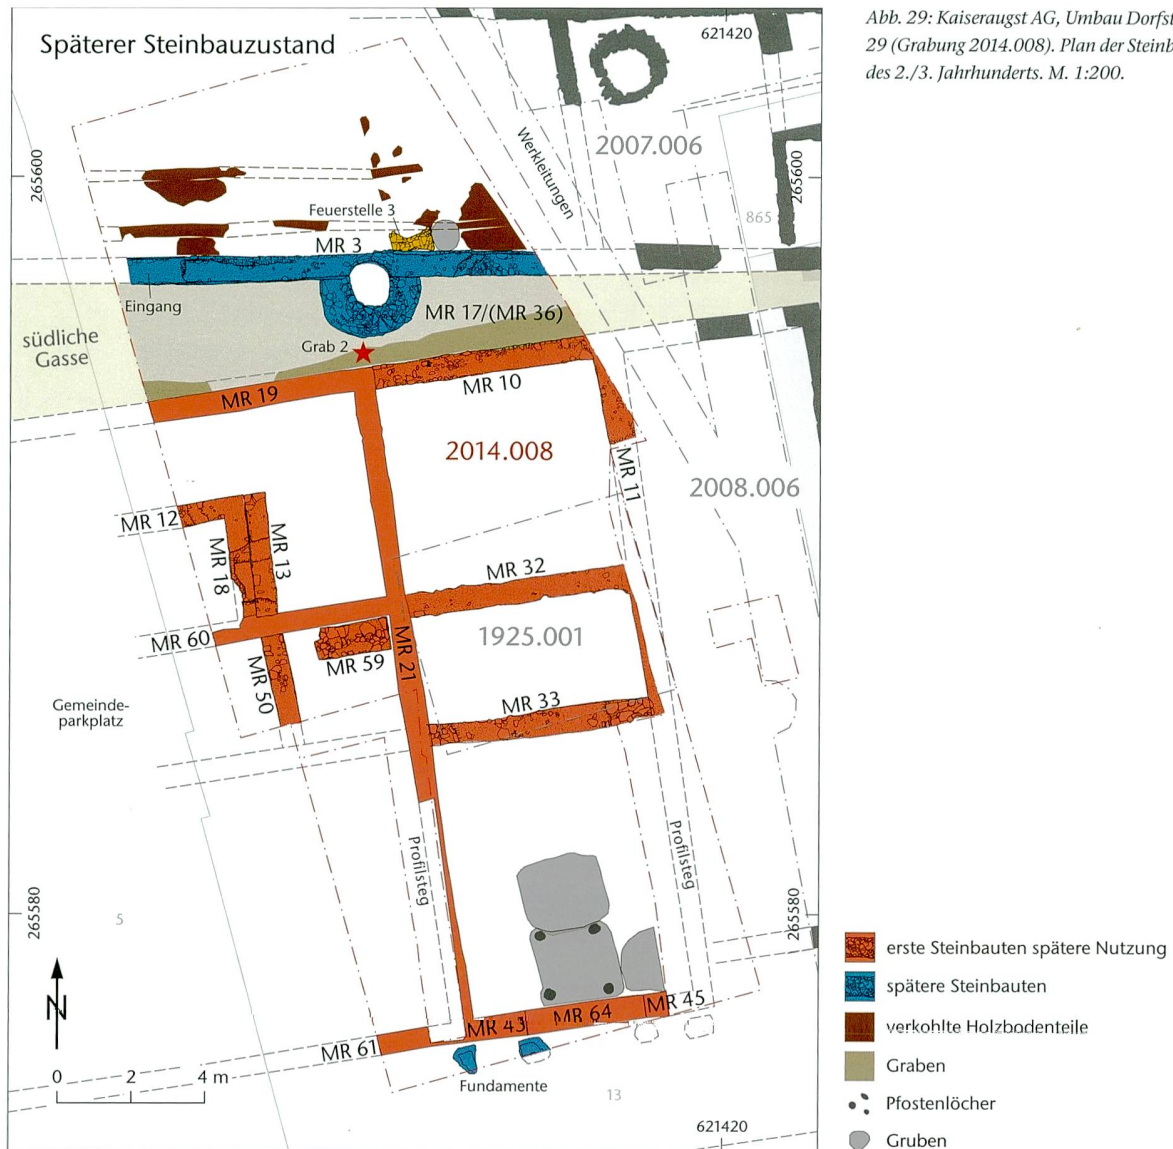 Späterer Steinbauzustand
621420
Abb. 29: Kaiseraugst AG, Umbau Dorfst
29 (Grabung 2014.008). Plan der Steinb
des 2./3. Jahrhunderts. M. 1:200.
265600
265600
Werkleitungen
2007.006
865
Feuerstelle 3
MR 3
Eingang
MR 17/(MR 36)
südliche
Gasse
Grab 2
MR 19
MR 10
2014.008
MR 11
2008.006
MR 12
MR 18
MR 13
MR 32
1925.001
MR 60
MR 59
MR 21
MR 50
MR 33
Gemeinde-
parkplatz
Profilsteg
Profilsteg
265580
265580
5
N
MR 61
MR 43
MR 64
MR 45
Fundamente
0 2 4 m
13
621420
erste Steinbauten spätere Nutzung
spätere Steinbauten
verkohlte Holzbodenteile
Graben
Pfostenlöcher
Gruben